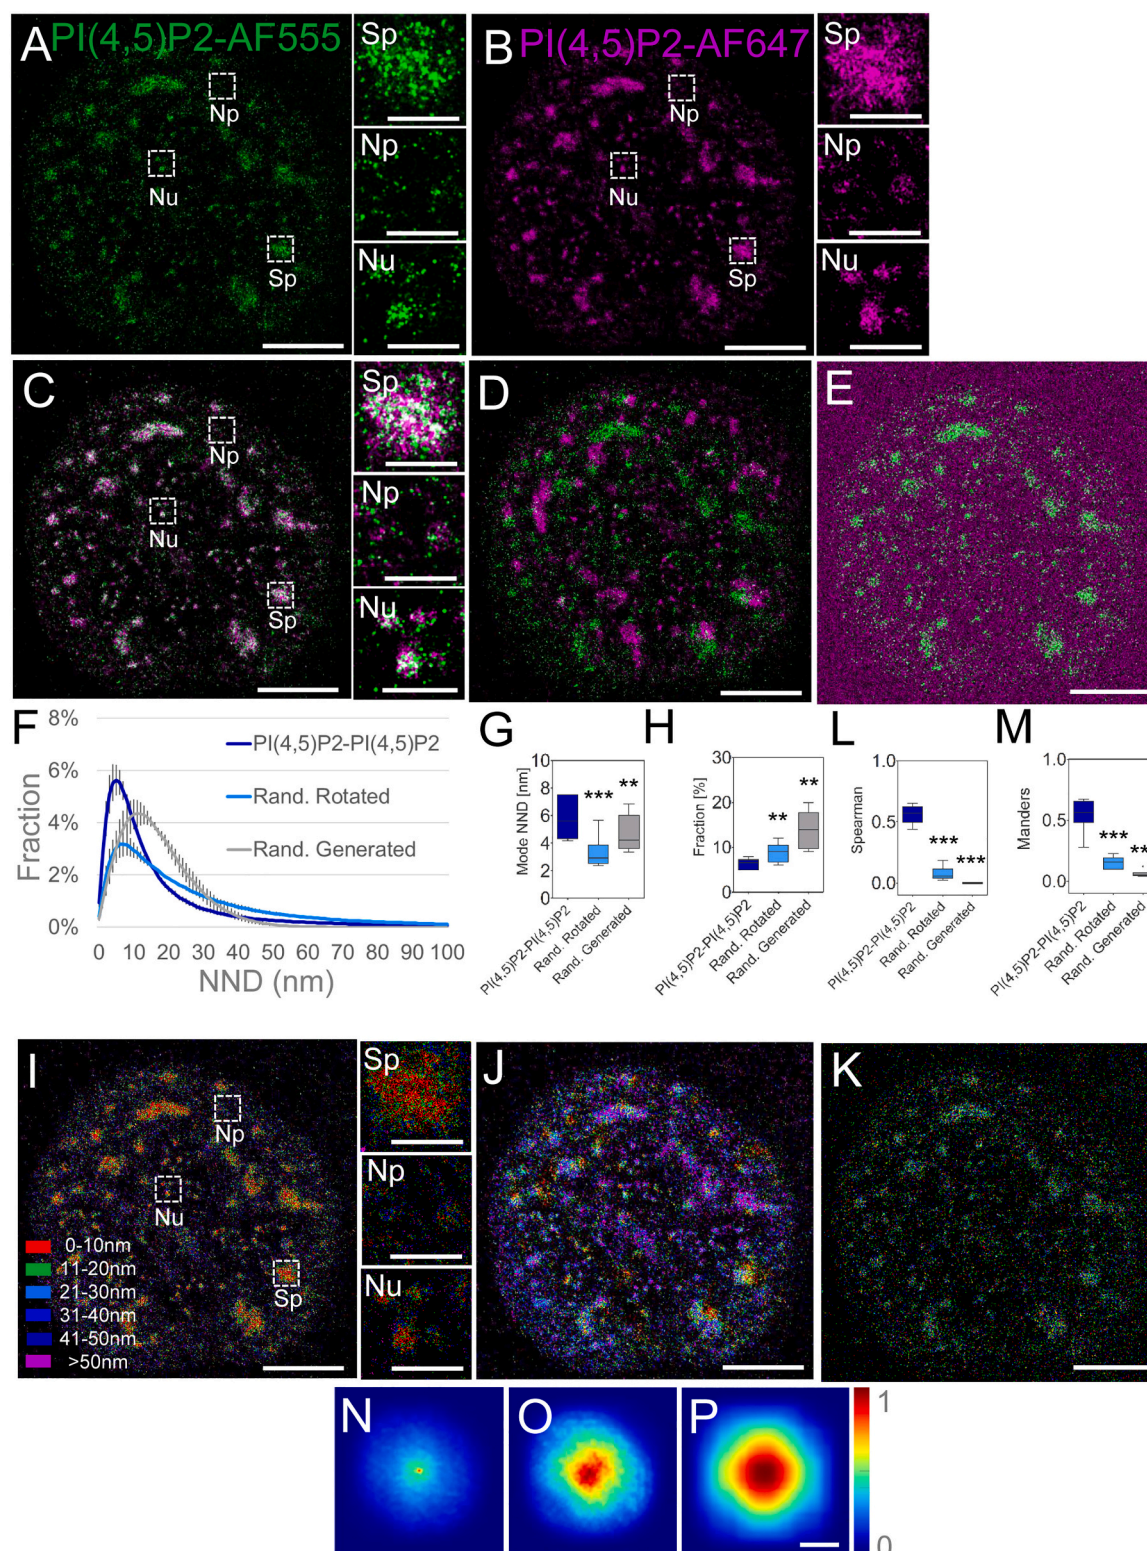 A PI(4,5)P2-AF555
Np
Nu
Sp
Sp
Np
Nu
B PI(4,5)P2-AF647
Np
Nu
Sp
Sp
Np
Nu
C
Np
Nu
Sp
Sp
Np
Nu
D
E
F
8%
6%
4%
2%
0%
Fraction
PI(4,5)P2-PI(4,5)P2
Rand. Rotated
Rand. Generated
0 10 20 30 40 50 60 70 80 90 100
NND (nm)
G
Mode NND [nm]
10
8
6
4
2
0
***
**
PI(4,5)P2-PI(4,5)P2
Rand. Rotated
Rand. Generated
H
Fraction [%]
30
20
10
0
**
**
PI(4,5)P2-PI(4,5)P2
Rand. Rotated
Rand. Generated
L
Spearman
1.0
0.5
0.0
***
***
PI(4,5)P2-PI(4,5)P2
Rand. Rotated
Rand. Generated
M
Manders
1.0
0.5
0.0
***
PI(4,5)P2-PI(4,5)P2
Rand. Rotated
Rand. Generated
I
Np
Nu
Sp
0-10nm
11-20nm
21-30nm
31-40nm
41-50nm
>50nm
Sp
Np
Nu
J
K
N
O
P
1
0